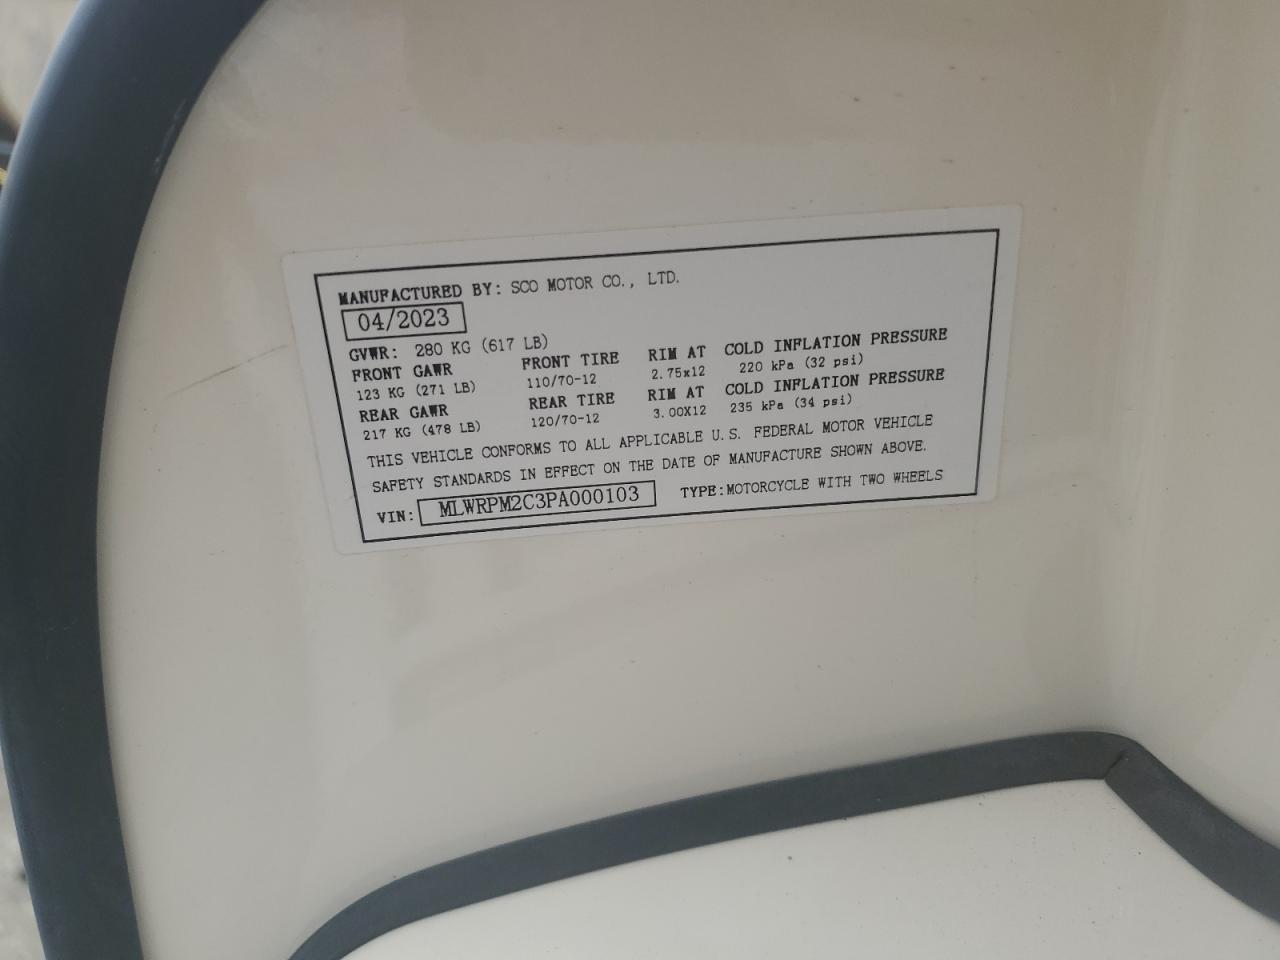 MANUFACTURED BY: SCO MOTOR CO., LTD.
04/2023
GVWR: 280 KG (617 LB)
FRONT GAWR FRONT TIRE RIM AT COLD INFLATION PRESSURE
123 KG (271 LB) 110/70-12 2.75x12 220 kPa (32 psi)
REAR GAWR REAR TIRE RIM AT COLD INFLATION PRESSURE
217 KG (478 LB) 120/70-12 3.00X12 235 kPa (34 psi)
THIS VEHICLE CONFORMS TO ALL APPLICABLE U.S. FEDERAL MOTOR VEHICLE
SAFETY STANDARDS IN EFFECT ON THE DATE OF MANUFACTURE SHOWN ABOVE.
VIN: MLWRPM2C3PA000103 TYPE:MOTORCYCLE WITH TWO WHEELS